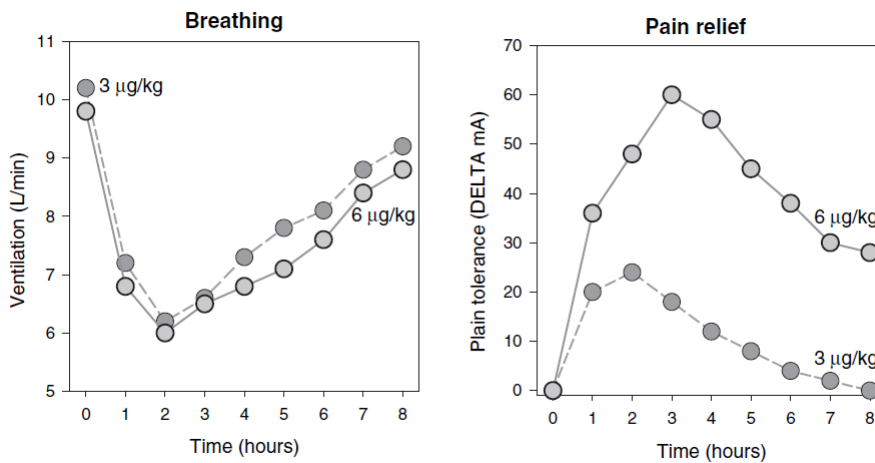 Breathing
11
10
9
8
7
6
5
Ventilation (L/min)
3 μg/kg
6 μg/kg
0 1 2 3 4 5 6 7 8
Time (hours)
Pain relief
70
60
50
40
30
20
10
0
Plain tolerance (DELTA mA)
6 μg/kg
3 μg/kg
0 1 2 3 4 5 6 7 8
Time (hours)